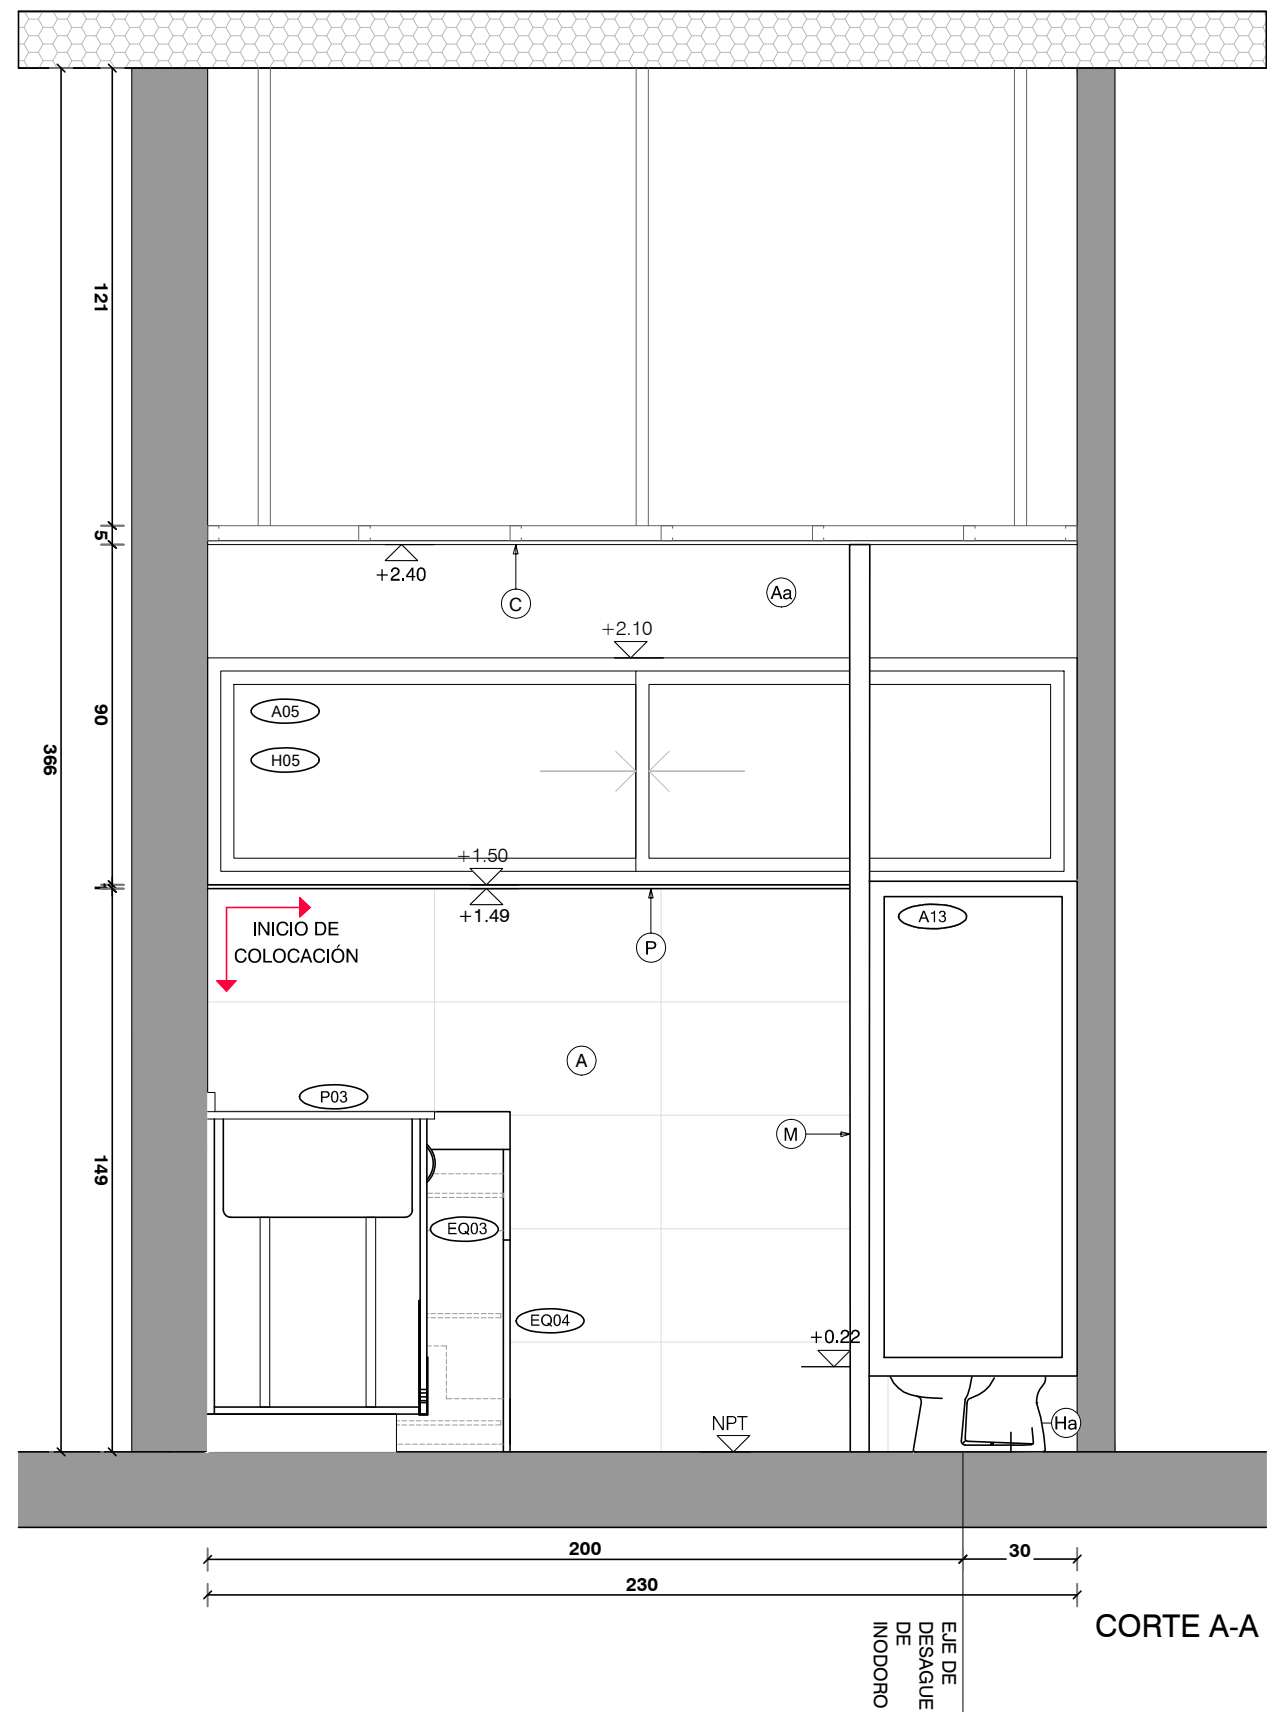 121
5
+2.40
C
Aa
+2.10
A05
H05
90
366
+1.50
1
+1.49
INICIO DE
COLOCACIÓN
P
A13
A
P03
M
149
EQ03
EQ04
+0.22
NPT
Ha
200
30
230
EJE DE
DESAGUE
DE
INODORO
CORTE A-A